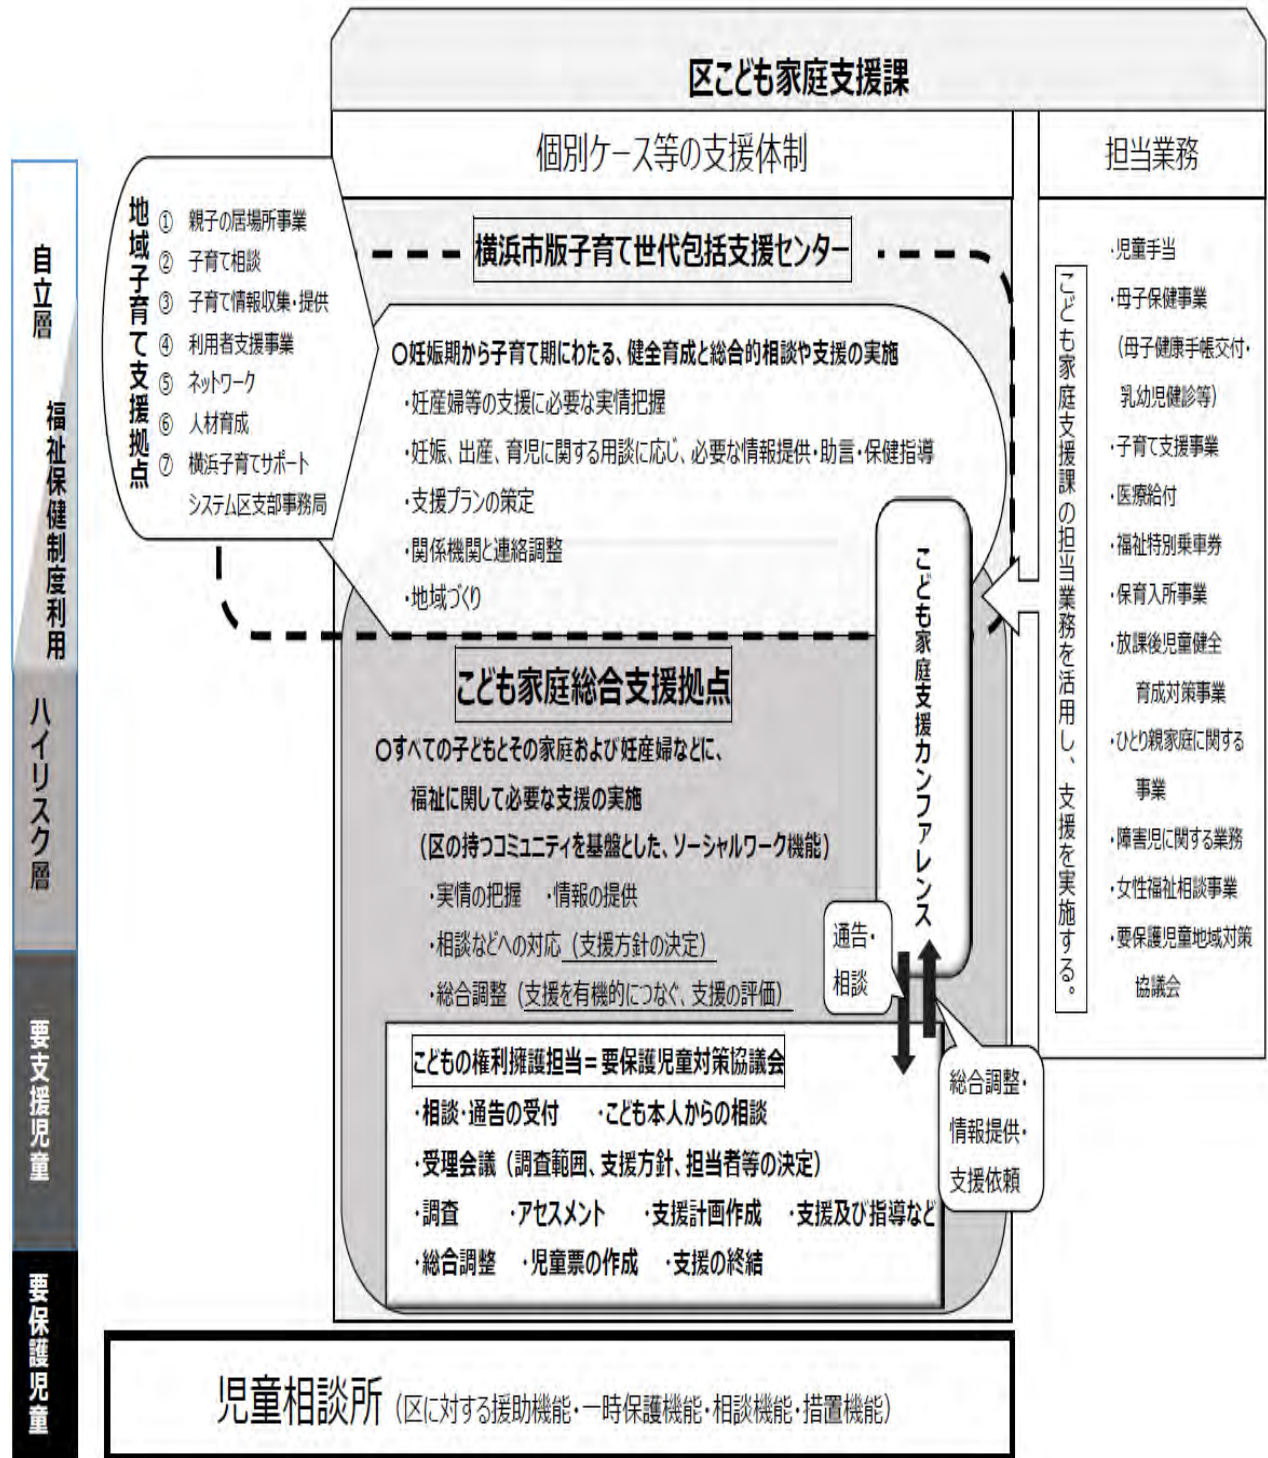 区こども家庭支援課
個別ケース等の支援体制
担当業務
自立層
福祉保健制度利用
ハイリスク層
要支援児童
要保護児童
地域子育て支援拠点
① 親子の居場所事業
② 子育て相談
③ 子育て情報収集・提供
④ 利用者支援事業
⑤ ネットワーク
⑥ 人材育成
⑦ 横浜子育てサポート
システム区支部事務局
横浜市版子育て世代包括支援センター
〇妊娠期から子育て期にわたる、健全育成と総合的相談や支援の実施
・妊産婦等の支援に必要な実情把握
・妊娠、出産、育児に関する用談に応じ、必要な情報提供・助言・保健指導
・支援プランの策定
・関係機関と連絡調整
・地域づくり
こども家庭総合支援拠点
〇すべての子どもとその家庭および妊産婦などに、
福祉に関して必要な支援の実施
（区の持つコミュニティを基盤とした、ソーシャルワーク機能）
・実情の把握 ・情報の提供
・相談などへの対応（支援方針の決定）
・総合調整（支援を有機的につなぐ、支援の評価）
こども家庭支援カンファレンス
通告・
相談
総合調整・
情報提供・
支援依頼
こどもの権利擁護担当＝要保護児童対策協議会
・相談・通告の受付 ・こども本人からの相談
・受理会議（調査範囲、支援方針、担当者等の決定）
・調査 ・アセスメント ・支援計画作成 ・支援及び指導など
・総合調整 ・児童票の作成 ・支援の終結
こども家庭支援課の担当業務を活用し、支援を実施する。
・児童手当
・母子保健事業
（母子健康手帳交付・
乳幼児健診等）
・子育て支援事業
・医療給付
・福祉特別乗車券
・保育入所事業
・放課後児童健全
育成対策事業
・ひとり親家庭に関する
事業
・障害児に関する業務
・女性福祉相談事業
・要保護児童地域対策
協議会
児童相談所（区に対する援助機能・一時保護機能・相談機能・措置機能）